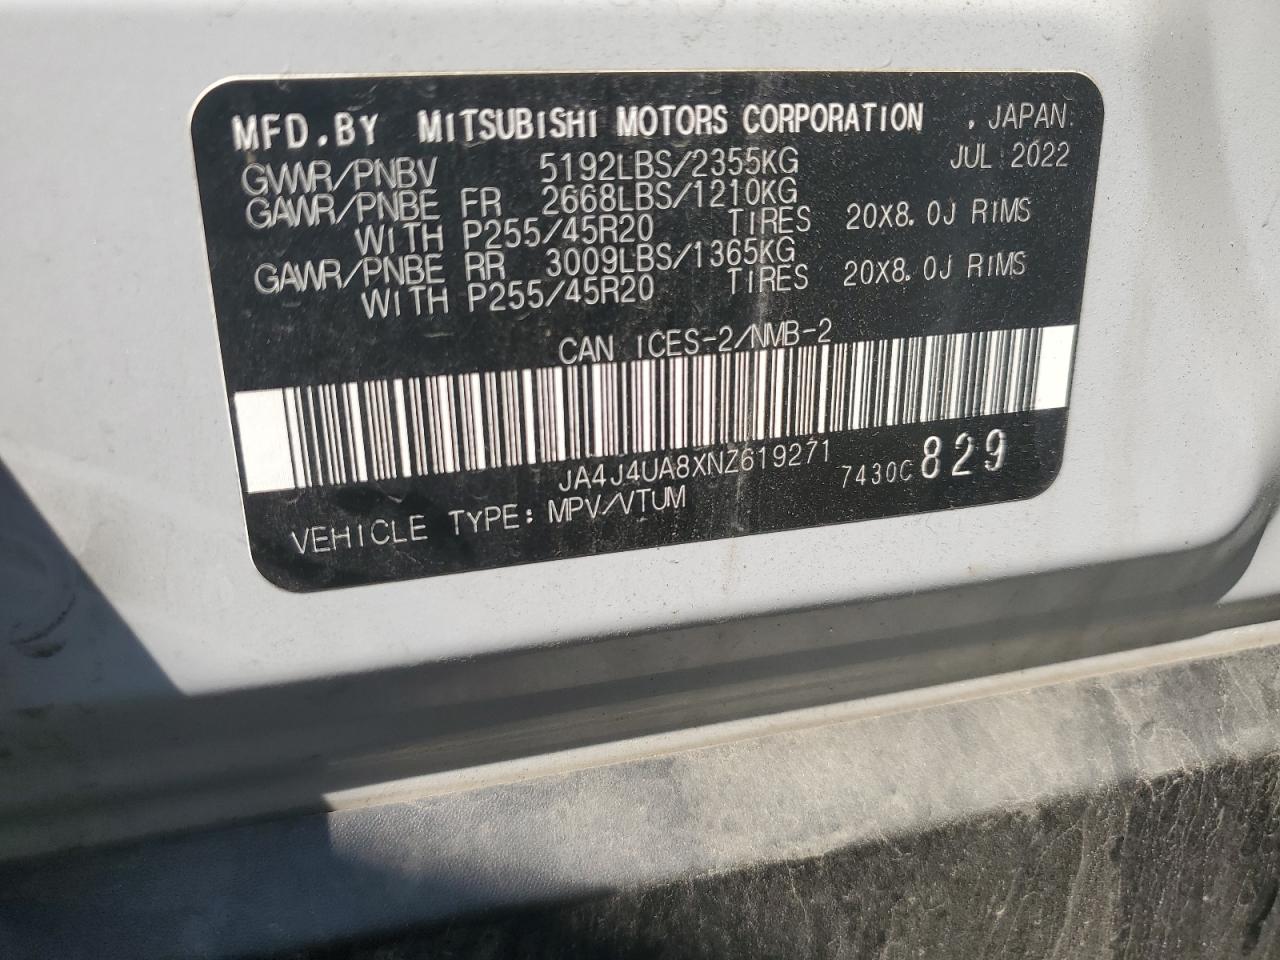 MFD.BY MITSUBISHI MOTORS CORPORATION , JAPAN
GVWR/PNBV 5192LBS/2355KG JUL 2022
GAWR/PNBE FR 2668LBS/1210KG
WITH P255/45R20 TIRES 20X8.0J RIMS
GAWR/PNBE RR 3009LBS/1365KG
WITH P255/45R20 TIRES 20X8.0J RIMS
CAN ICES-2/NMB-2
JA4J4UA8XNZ619271 7430C 829
VEHICLE TYPE: MPV/VTUM